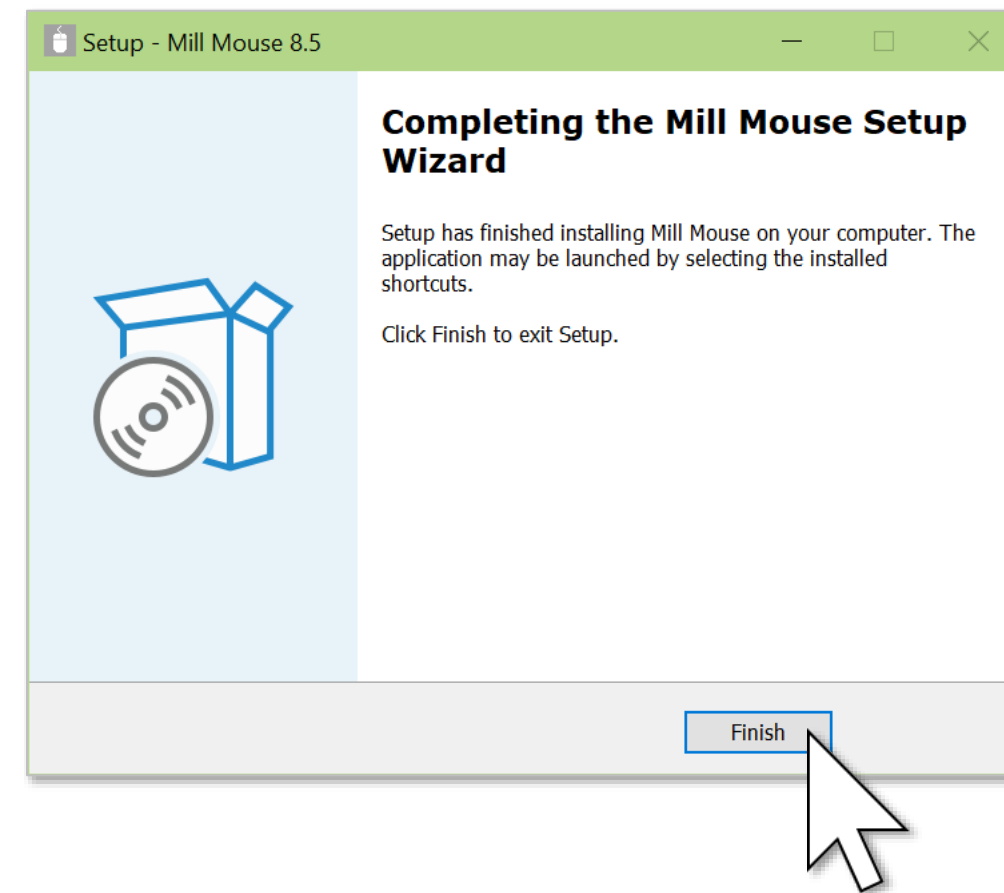 Setup - Mill Mouse 8.5
Completing the Mill Mouse Setup
Wizard
Setup has finished installing Mill Mouse on your computer. The
application may be launched by selecting the installed
shortcuts.
Click Finish to exit Setup.
Finish